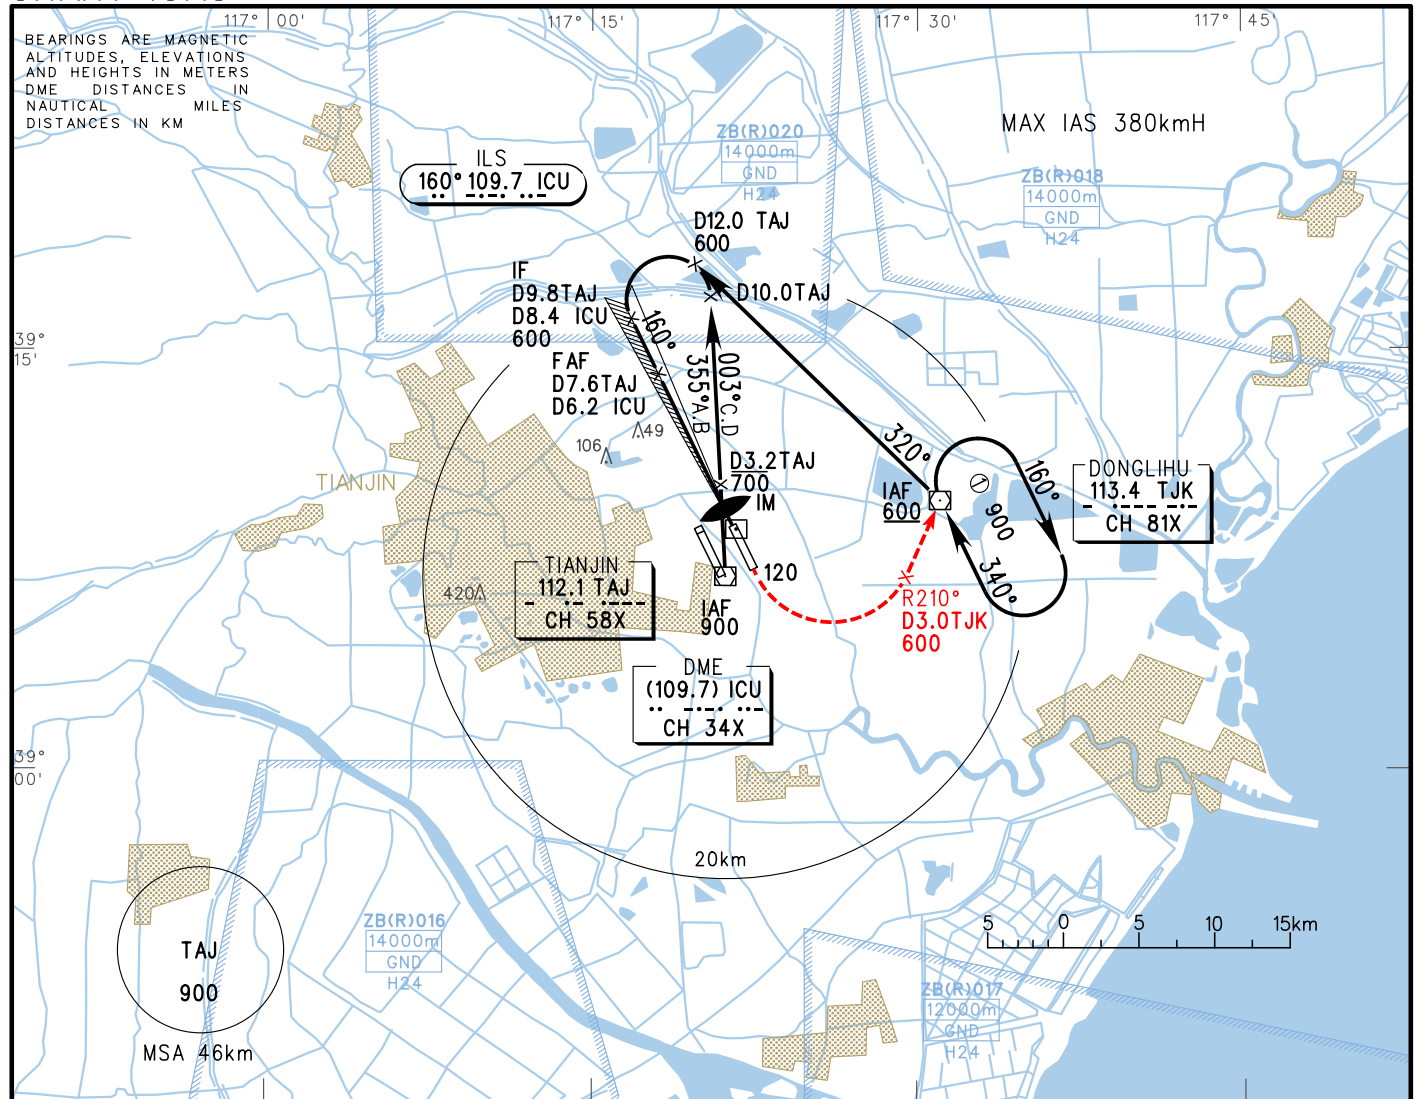 117° 00'
117° 15'
117° 30'
117° 45'
BEARINGS ARE MAGNETIC
ALTITUDES, ELEVATIONS
AND HEIGHTS IN METERS
DME DISTANCES IN
NAUTICAL MILES
DISTANCES IN KM
MAX IAS 380kmH
ILS
160° 109.7 ICU
ZB(R)020
14000m
GND
H24
ZB(R)018
14000m
GND
H24
D12.0 TAJ
600
IF
D9.8TAJ
D8.4 ICU
600
D10.0TAJ
160°
39°
15'
FAF
D7.6TAJ
D6.2 ICU
003°C.D
355°A.B
49
106
320°
D3.2TAJ
700
IM
TIANJIN
IAF
600
900
160°
340°
1
DONGLIHU
113.4 TJK
CH 81X
TIANJIN
112.1 TAJ
CH 58X
420
120
IAF
900
R210°
D3.0TJK
600
DME
(109.7) ICU
CH 34X
39°
00'
20km
TAJ
900
MSA 46km
ZB(R)016
14000m
GND
H24
5 0 5 10 15km
ZB(R)017
12000m
GND
H24